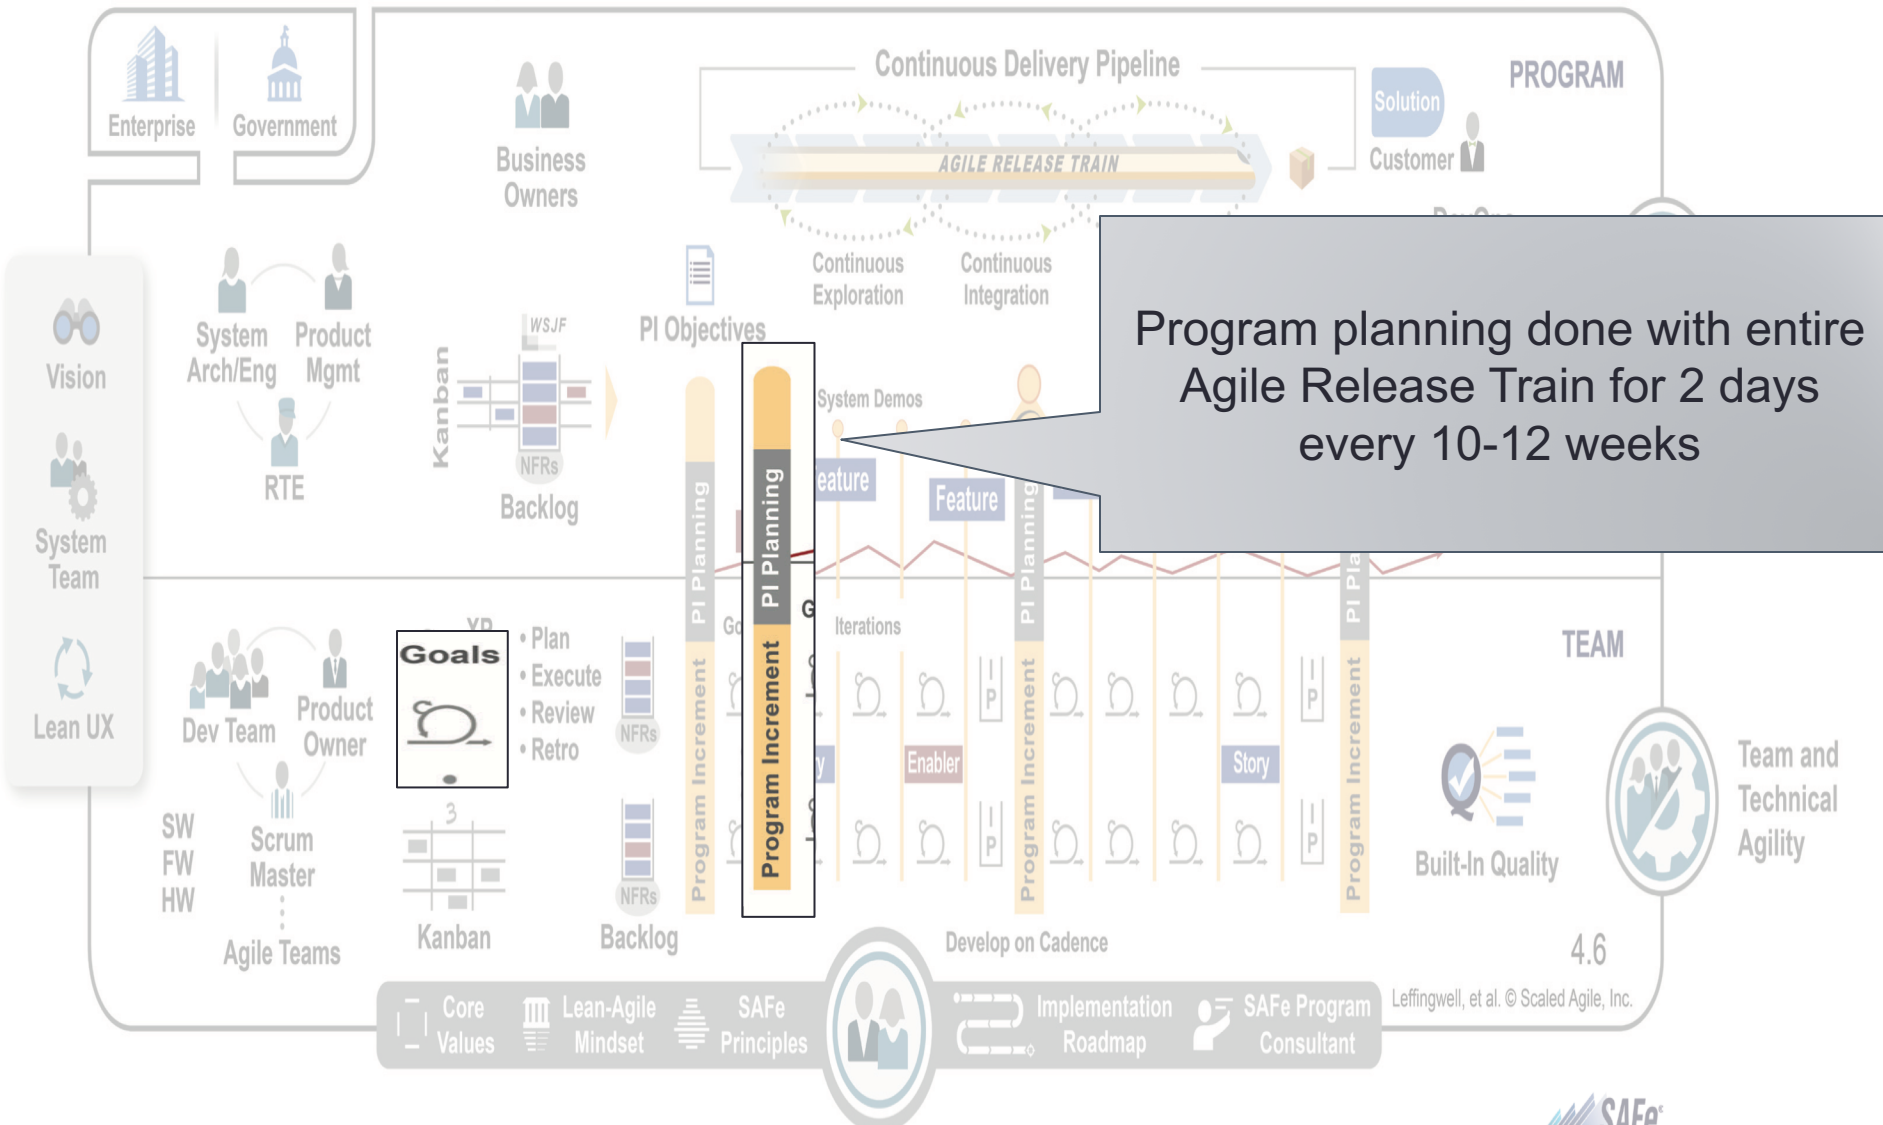 Enterprise
Government
Business
Owners
Continuous Delivery Pipeline
AGILE RELEASE TRAIN
Solution
Customer
PROGRAM
Continuous
Exploration
Continuous
Integration
Vision
System
Team
Lean UX
System
Arch/Eng
Product
Mgmt
RTE
Kanban
WSJF
NFRs
Backlog
PI Objectives
System Demos
Feature
PI Planning
Program Increment
PI Planning
Program Increment
PI Planning
Program Increment
Program Increment
Program planning done with entire
Agile Release Train for 2 days
every 10-12 weeks
TEAM
Dev Team
Product
Owner
Scrum
Master
Agile Teams
SW
FW
HW
Goals
• Plan
• Execute
• Review
• Retro
3
Kanban
NFRs
NFRs
Backlog
Iterations
Enabler
Story
I P
I P
I P
I P
Develop on Cadence
Built-In Quality
Team and
Technical
Agility
4.6
Leffingwell, et al. © Scaled Agile, Inc.
Core
Values
Lean-Agile
Mindset
SAFe
Principles
Implementation
Roadmap
SAFe Program
Consultant
SAFe